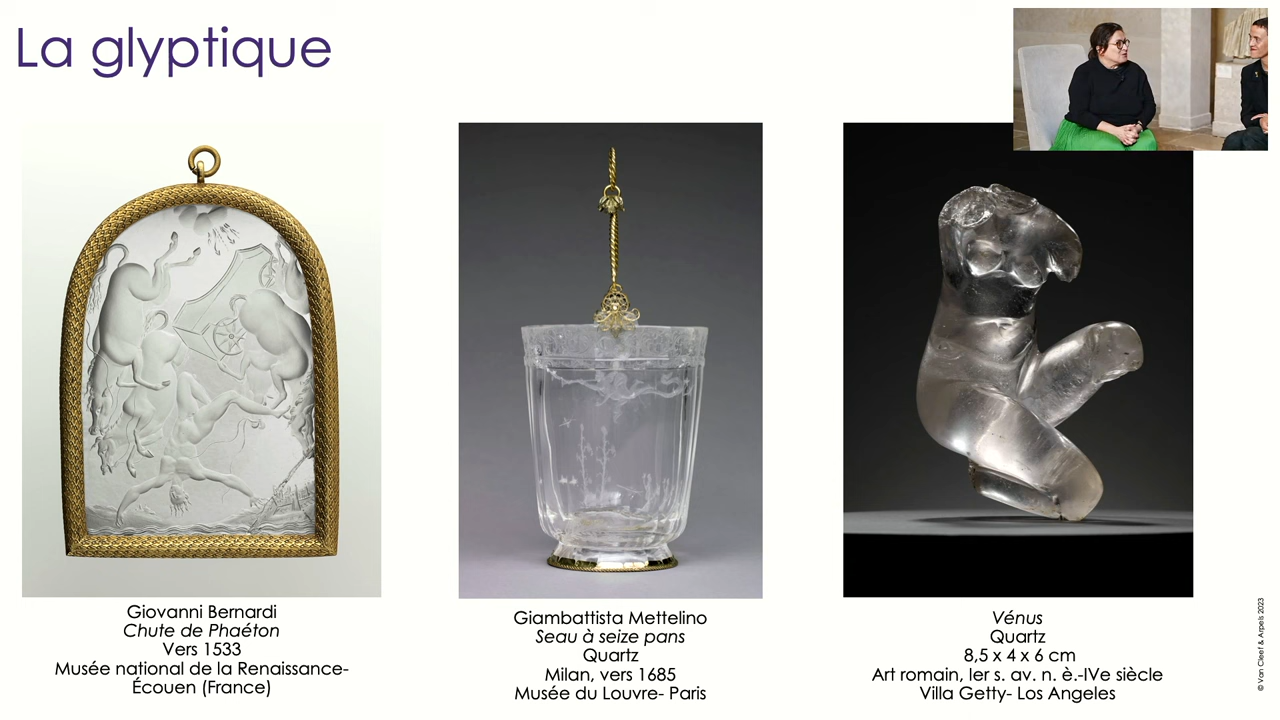 La glyptique
Giovanni Bernardi
Chute de Phaéton
Vers 1533
Musée national de la Renaissance-
Écouen (France)
Giambattista Mettelino
Seau à seize pans
Quartz
Milan, vers 1685
Musée du Louvre- Paris
Vénus
Quartz
8,5 x 4 x 6 cm
Art romain, Ier s. av. n. è.-IVe siècle
Villa Getty- Los Angeles
© Van Cleef & Arpels 2023